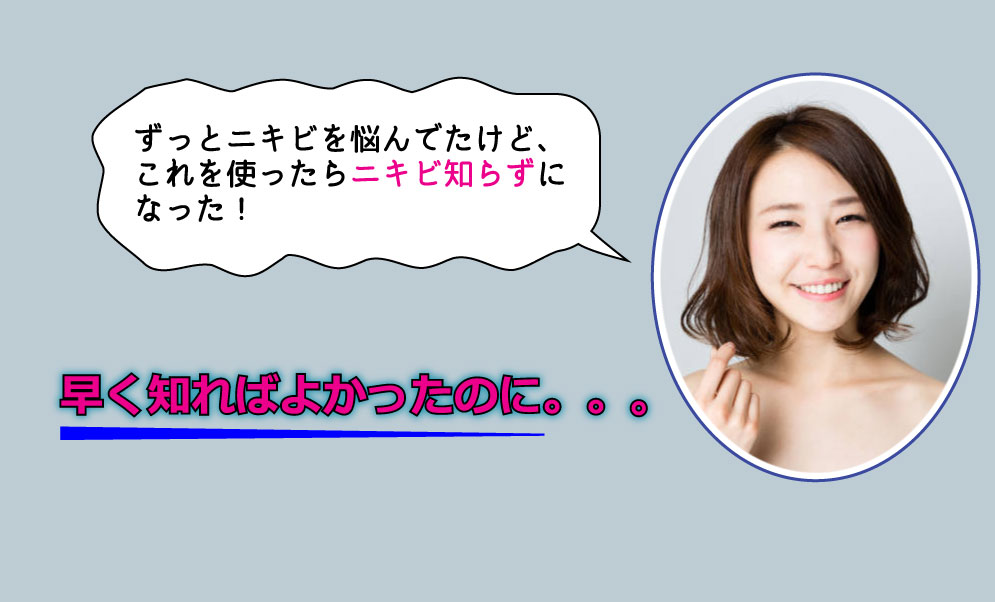 ずっとニキビを悩んでたけど、
これを使ったらニキビ知らずに
なった！
早く知ればよかったのに。。。